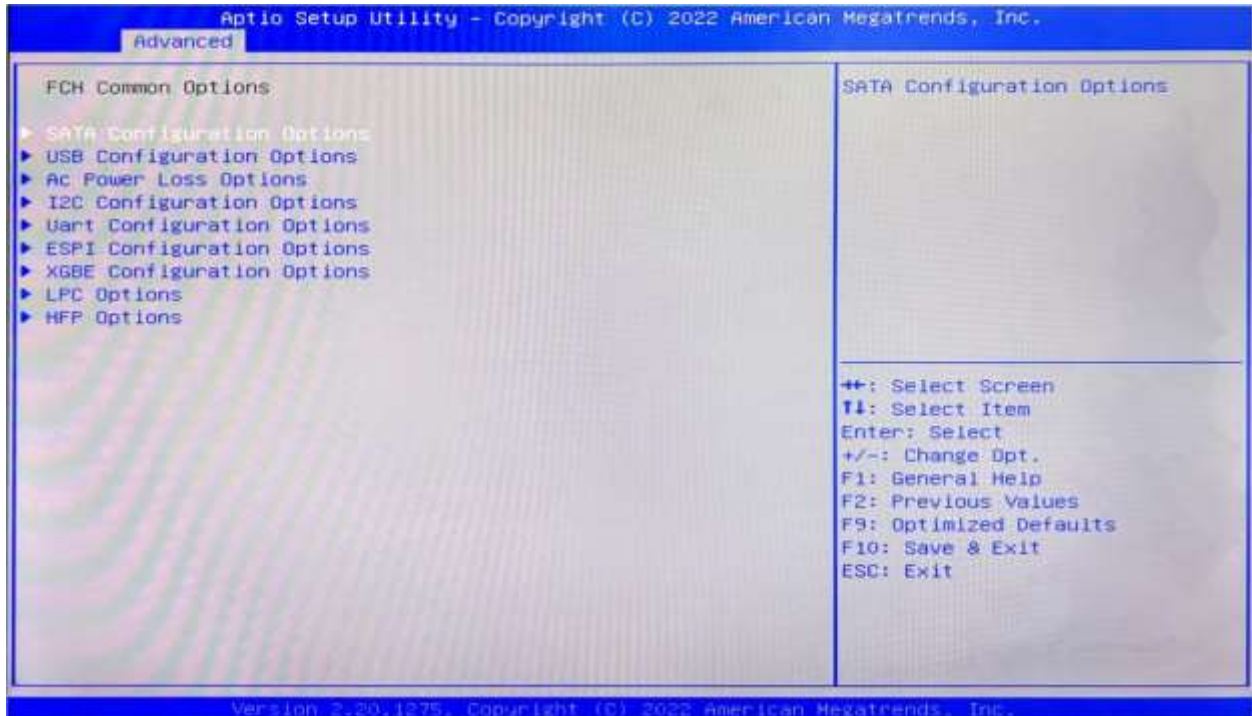 Aptio Setup Utility – Copyright (C) 2022 American Megatrends, Inc.
Advanced
FCH Common Options
SATA Configuration Options
▶ SATA Configuration Options
▶ USB Configuration Options
▶ Ac Power Loss Options
▶ I2C Configuration Options
▶ Uart Configuration Options
▶ ESPI Configuration Options
▶ XGBE Configuration Options
▶ LPC Options
▶ HFP Options
→←: Select Screen
↑↓: Select Item
Enter: Select
+/-: Change Opt.
F1: General Help
F2: Previous Values
F9: Optimized Defaults
F10: Save & Exit
ESC: Exit
Version 2.20.1275. Copyright (C) 2022 American Megatrends, Inc.